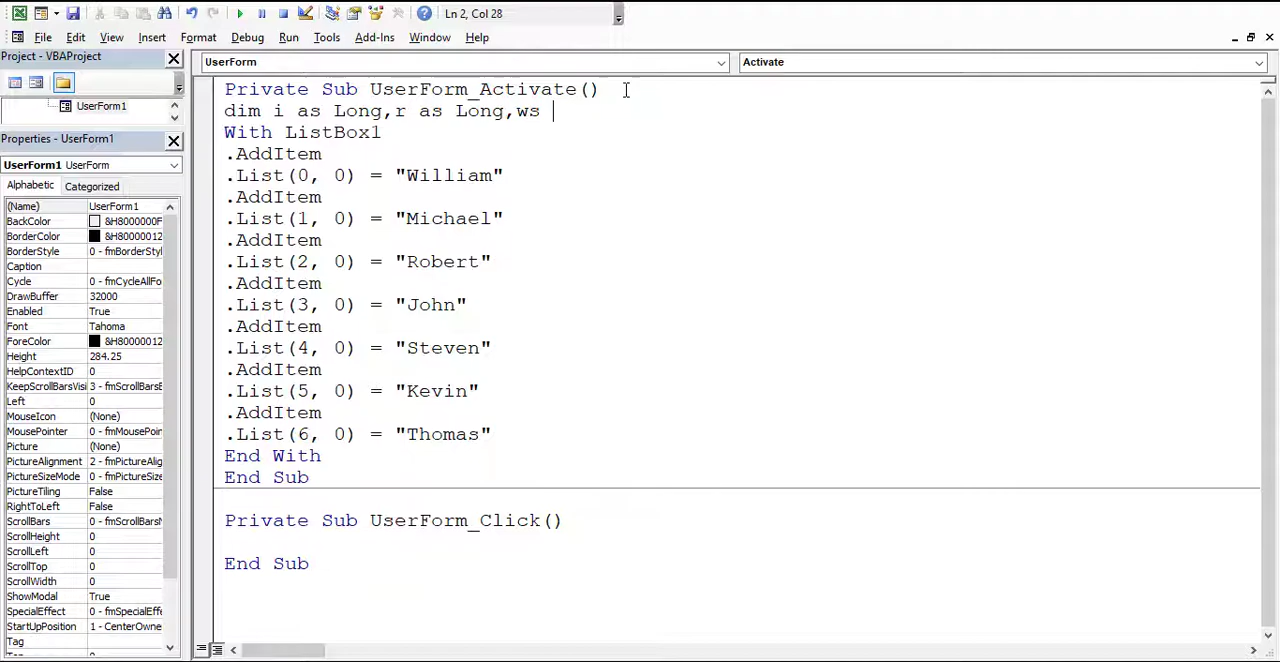 Ln 2, Col 28
File Edit View Insert Format Debug Run Tools Add-Ins Window Help
Project - VBAProject
UserForm1
Properties - UserForm1
UserForm1 UserForm
Alphabetic Categorized
(Name) UserForm1
BackColor &H8000000F
BorderColor &H80000012
BorderStyle 0 - fmBorderStyl
Caption
Cycle 0 - fmCycleAllFo
DrawBuffer 32000
Enabled True
Font Tahoma
ForeColor &H80000012
Height 284.25
HelpContextID 0
KeepScrollBarsVisi 3 - fmScrollBarsB
Left 0
MouseIcon (None)
MousePointer 0 - fmMousePoin
Picture (None)
PictureAlignment 2 - fmPictureAlig
PictureSizeMode 0 - fmPictureSize
PictureTiling False
RightToLeft False
ScrollBars 0 - fmScrollBarsN
ScrollHeight 0
ScrollLeft 0
ScrollTop 0
ScrollWidth 0
ShowModal True
SpecialEffect 0 - fmSpecialEffe
StartUpPosition 1 - CenterOwne
Tag
UserForm Activate
Private Sub UserForm_Activate()
dim i as Long,r as Long,ws
With ListBox1
.AddItem
.List(0, 0) = "William"
.AddItem
.List(1, 0) = "Michael"
.AddItem
.List(2, 0) = "Robert"
.AddItem
.List(3, 0) = "John"
.AddItem
.List(4, 0) = "Steven"
.AddItem
.List(5, 0) = "Kevin"
.AddItem
.List(6, 0) = "Thomas"
End With
End Sub
Private Sub UserForm_Click()
End Sub